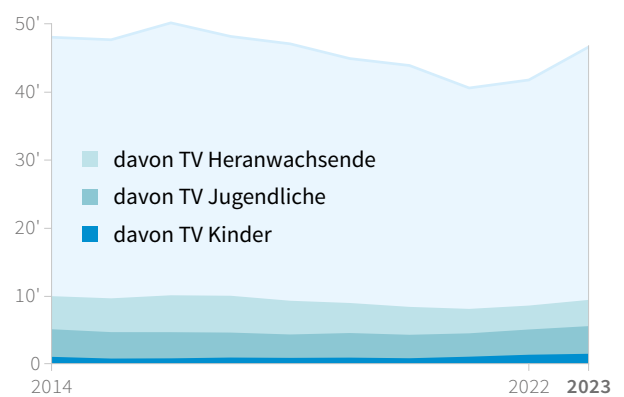 50'
40'
30'
davon TV Heranwachsende
davon TV Jugendliche
20'
davon TV Kinder
10'
0
2014 2022 2023